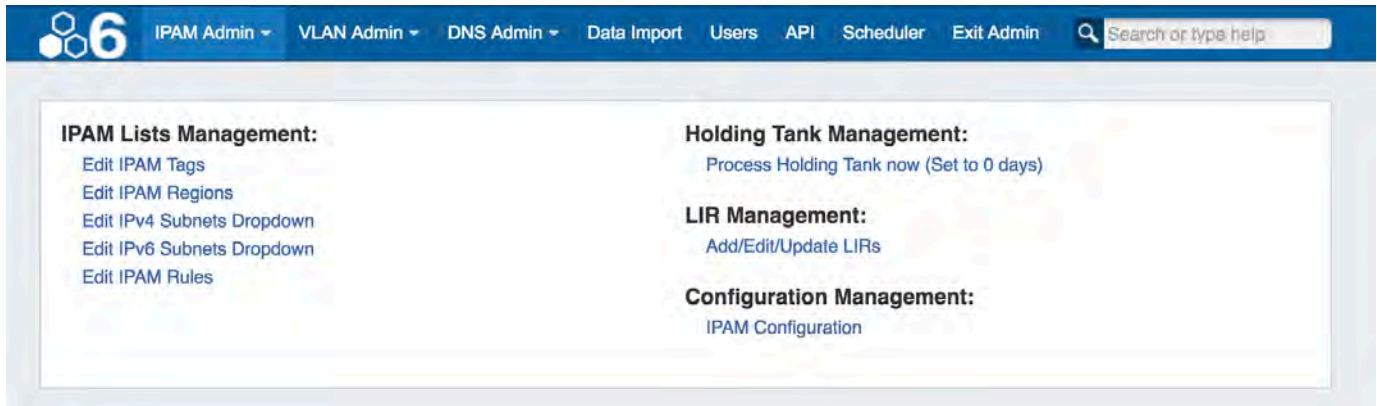 6 IPAM Admin VLAN Admin DNS Admin Data Import Users API Scheduler Exit Admin Search or type help
IPAM Lists Management:
Edit IPAM Tags
Edit IPAM Regions
Edit IPv4 Subnets Dropdown
Edit IPv6 Subnets Dropdown
Edit IPAM Rules
Holding Tank Management:
Process Holding Tank now (Set to 0 days)
LIR Management:
Add/Edit/Update LIRs
Configuration Management:
IPAM Configuration